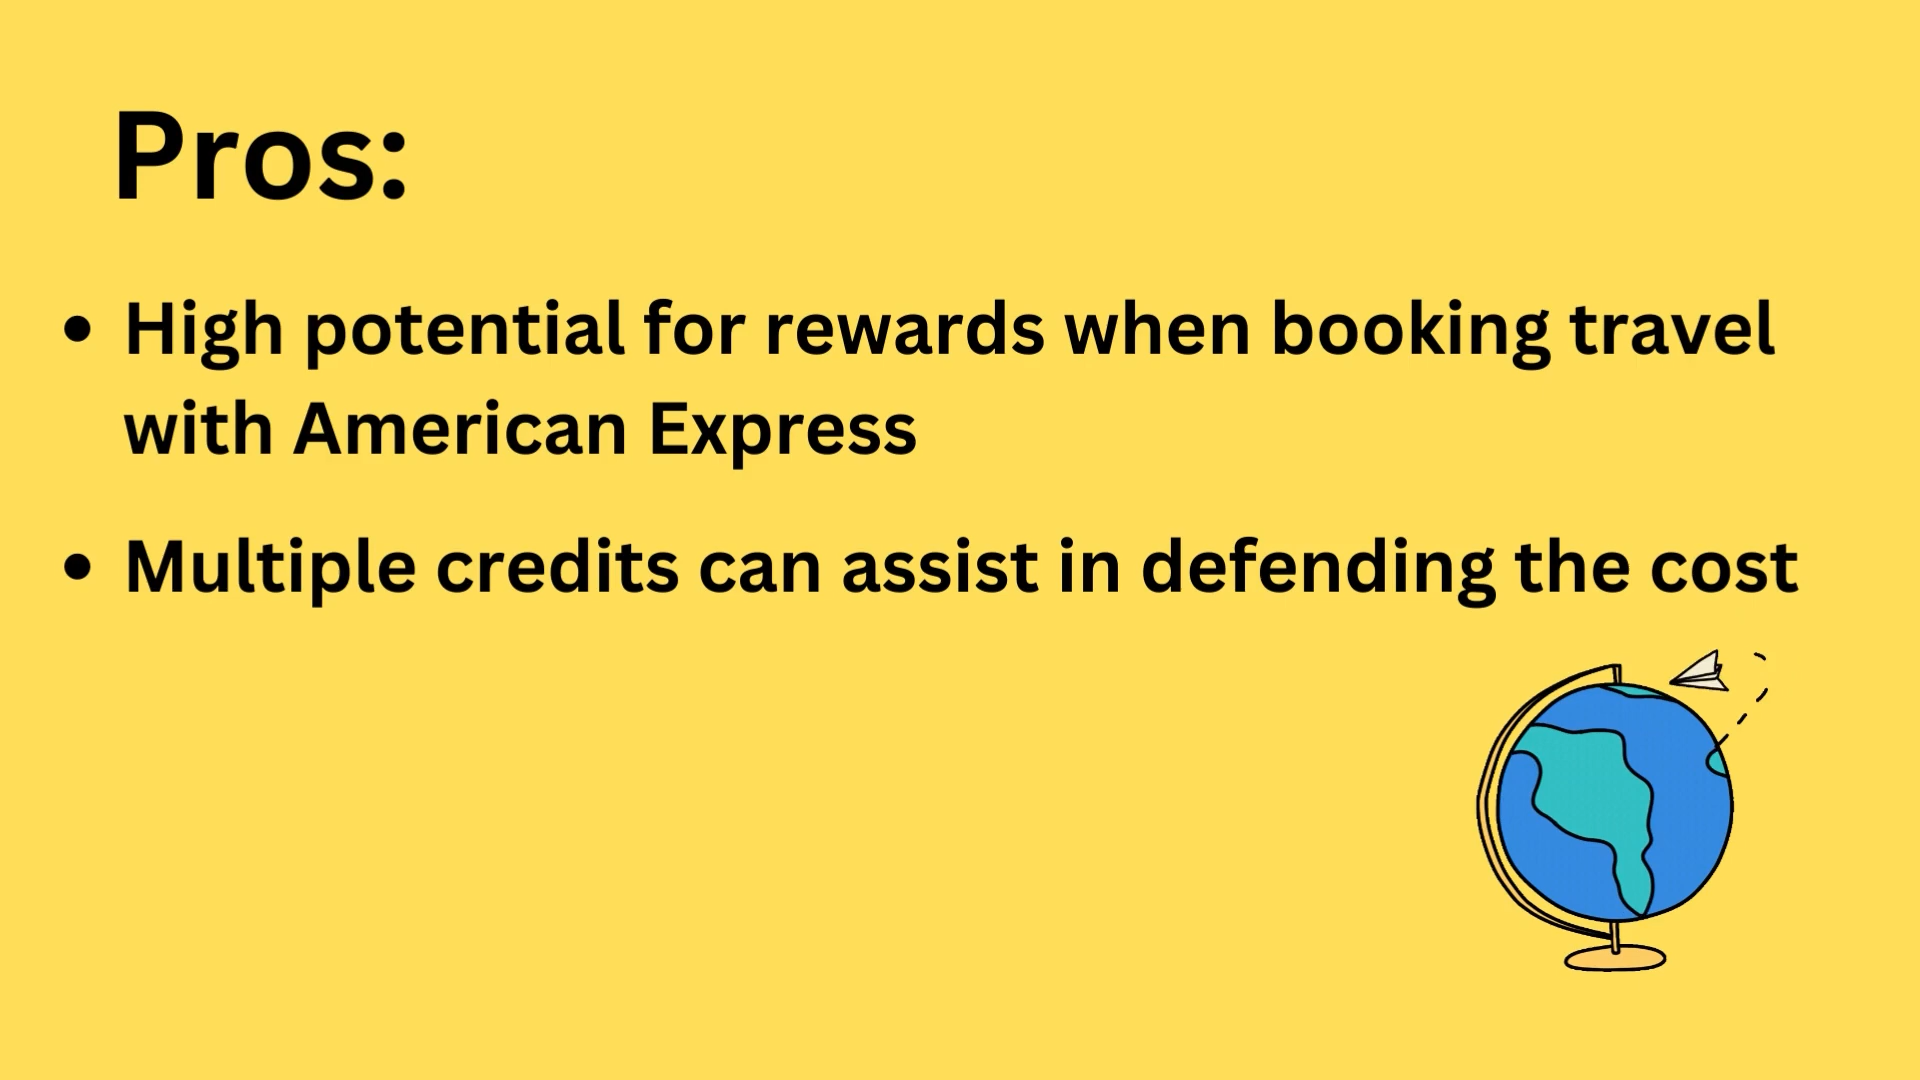 Pros:
• High potential for rewards when booking travel
with American Express
• Multiple credits can assist in defending the cost